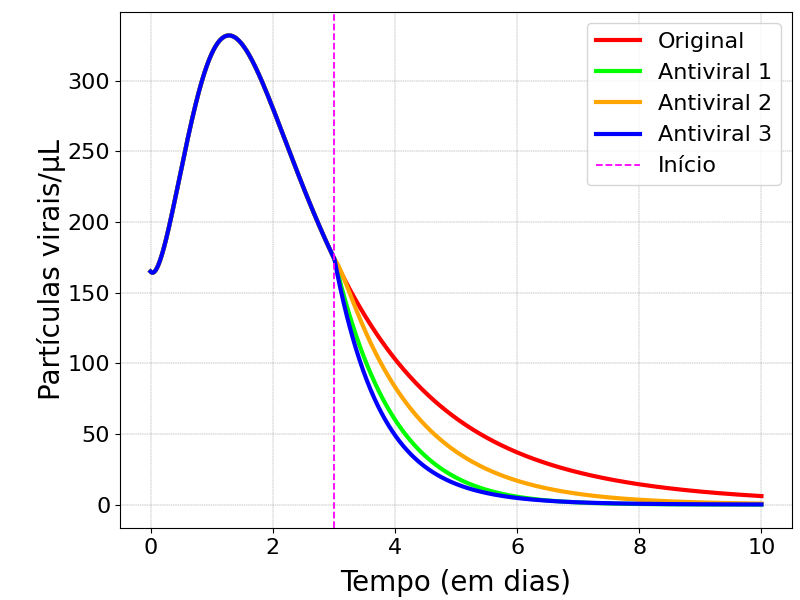 Partículas virais/μL
300
250
200
150
100
50
0
Original
Antiviral 1
Antiviral 2
Antiviral 3
Início
0 2 4 6 8 10
Tempo (em dias)